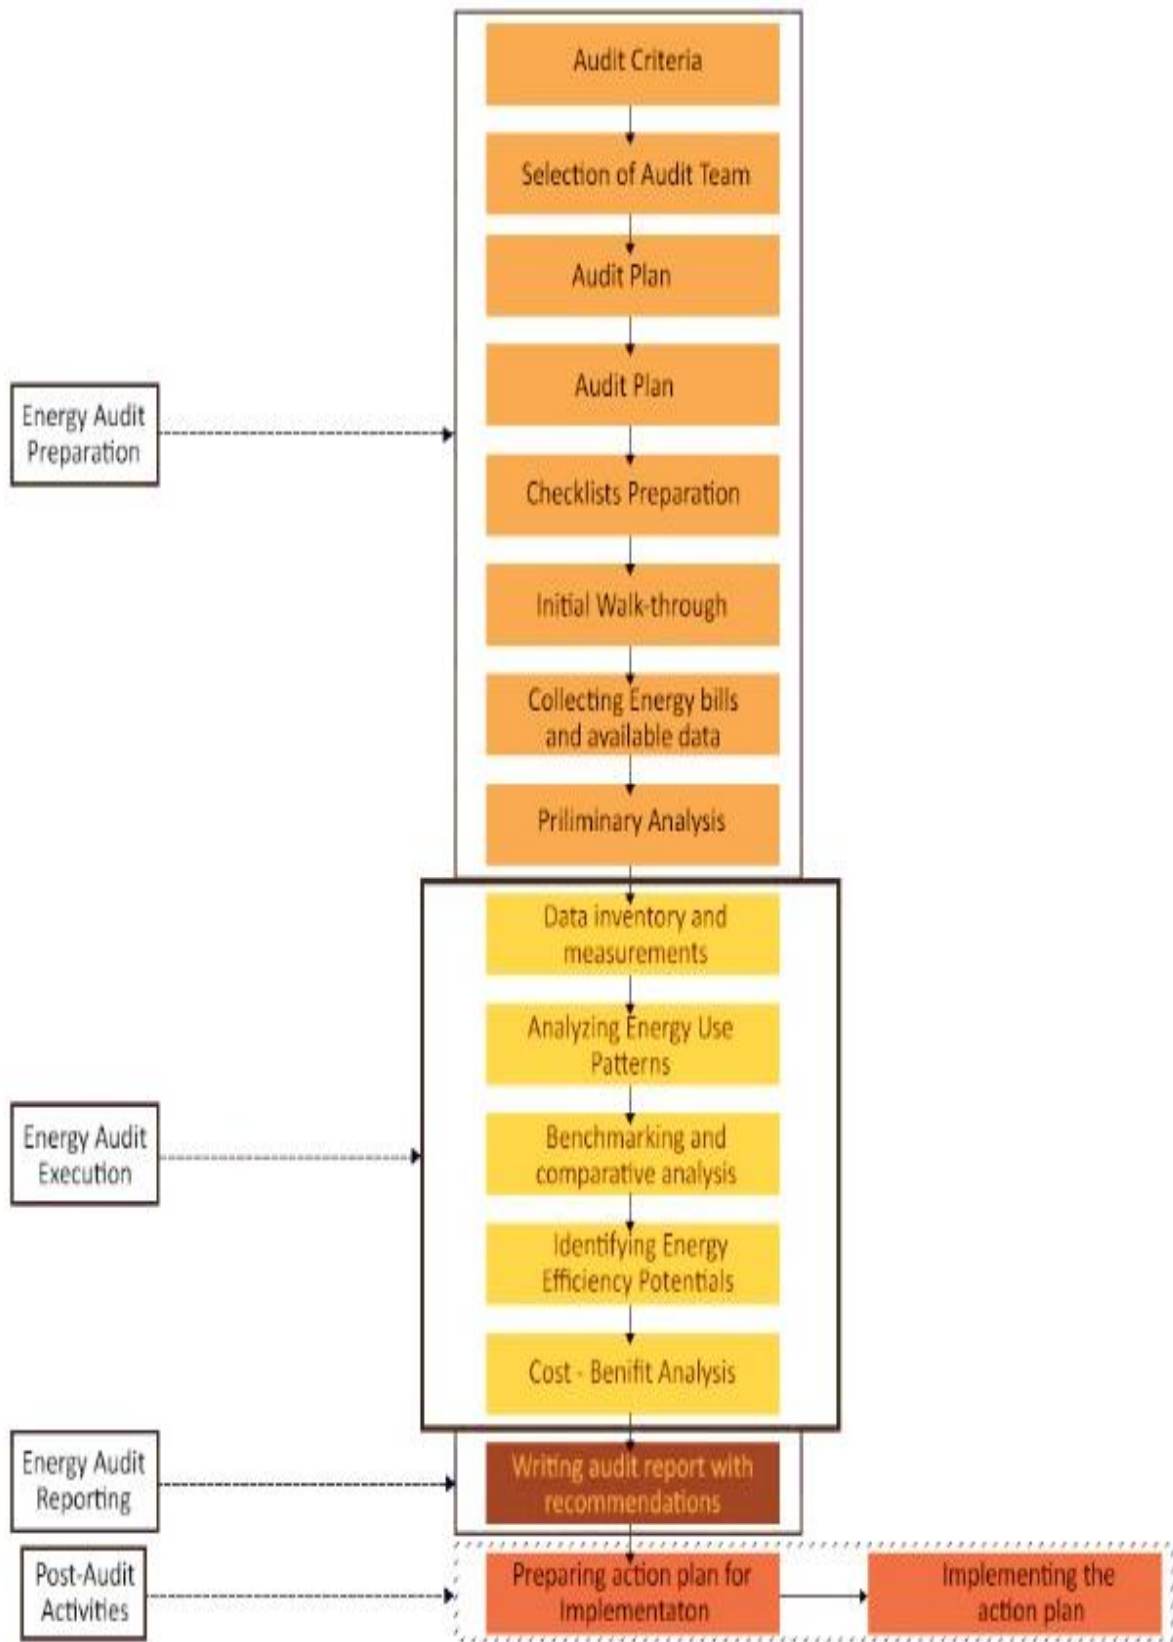 Audit Criteria
Selection of Audit Team
Audit Plan
Audit Plan
Energy Audit
Preparation
Checklists Preparation
Initial Walk-through
Collecting Energy bills
and available data
Priliminary Analysis
Data inventory and
measurements
Analyzing Energy Use
Patterns
Energy Audit
Execution
Benchmarking and
comparative analysis
Identifying Energy
Efficiency Potentials
Cost - Benifit Analysis
Energy Audit
Reporting
Writing audit report with
recommendations
Post-Audit
Activities
Preparing action plan for
Implementaton
Implementing the
action plan